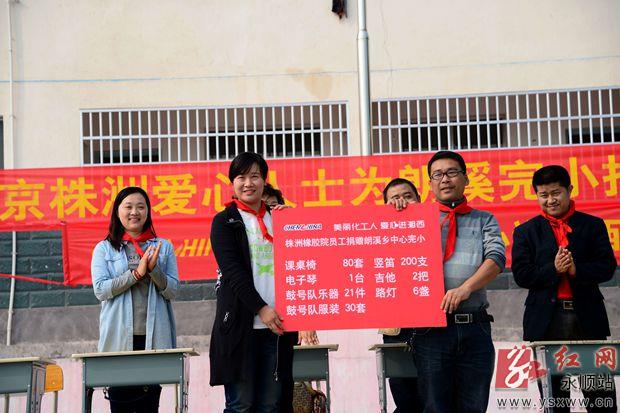 京株洲爱心人士为朗溪完小
CHENGJING 美丽化工人 爱心进湘西
株洲橡胶院员工捐赠朗溪乡中心完小
课桌椅 80套 竖笛 200支
电子琴 1台 吉他 2把
鼓号队乐器 21件 路灯 6盏
鼓号队服装 30套
红网
永顺站
www.ysxww.cn